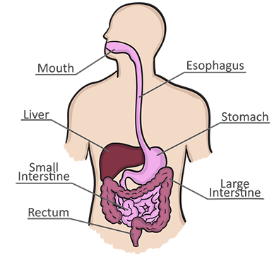 Mouth
Esophagus
Liver
Stomach
Small
Interstine
Large
Interstine
Rectum